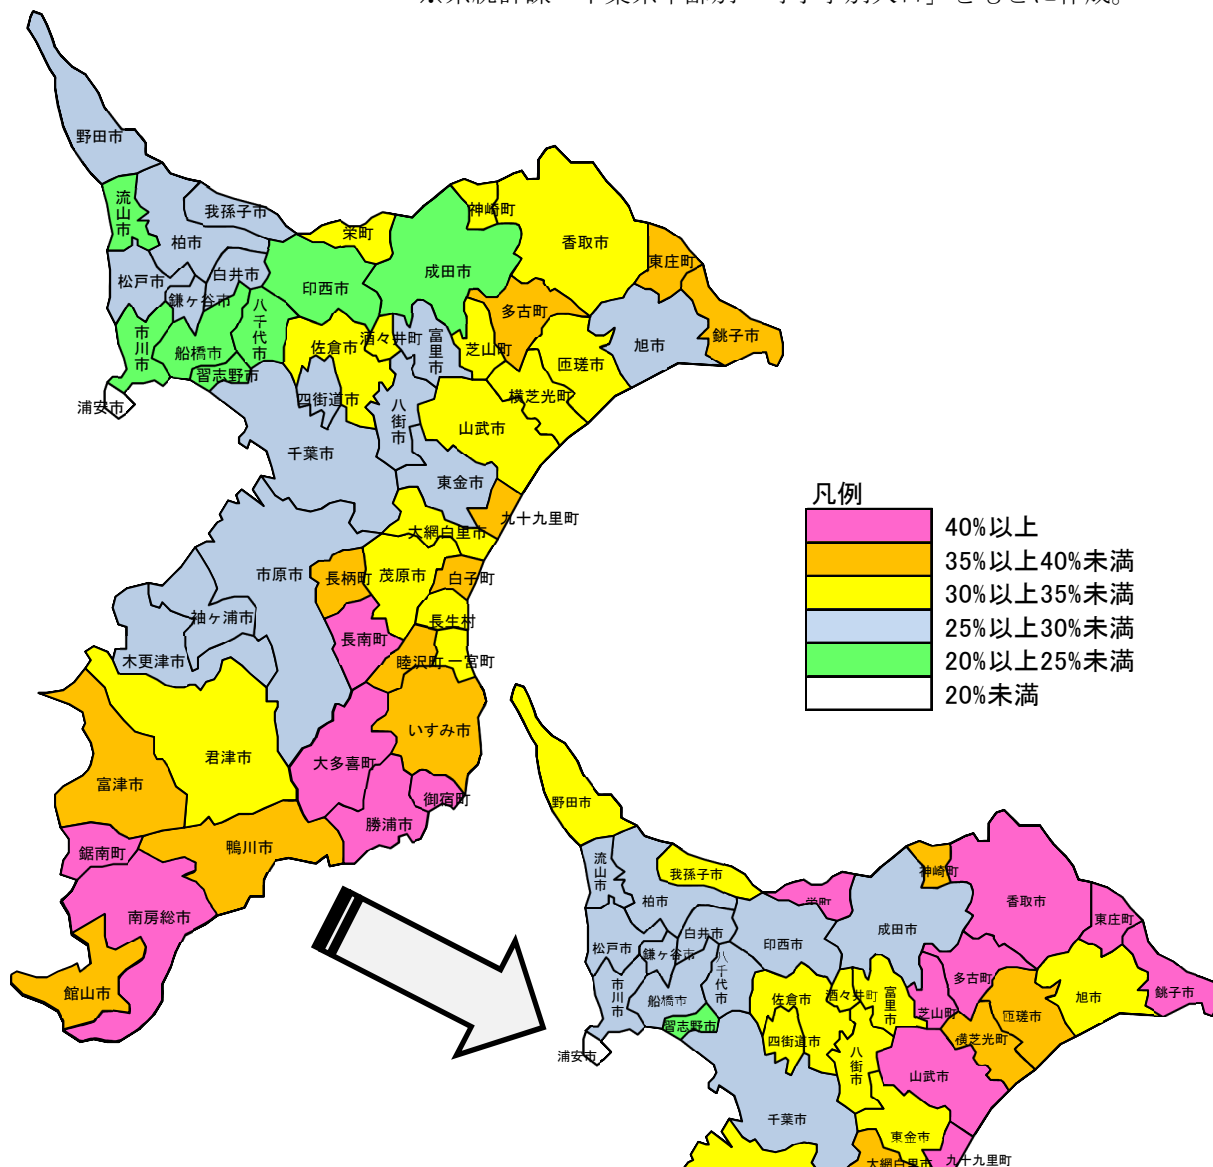 野田市
流山市
柏市
我孫子市
松戸市
白井市
鎌ヶ谷市
市川市
船橋市
八千代市
習志野市
浦安市
栄町
印西市
成田市
神崎町
香取市
東庄町
銚子市
多古町
旭市
匝瑳市
芝山町
横芝光町
佐倉市
酒々井町
富里市
四街道市
八街市
山武市
千葉市
東金市
九十九里町
大網白里市
市原市
長柄町
茂原市
白子町
長生村
袖ヶ浦市
木更津市
長南町
睦沢町
一宮町
いすみ市
君津市
大多喜町
御宿町
勝浦市
富津市
鴨川市
鋸南町
南房総市
館山市
凡例
40%以上
35%以上40%未満
30%以上35%未満
25%以上30%未満
20%以上25%未満
20%未満
野田市
流山市
柏市
我孫子市
松戸市
白井市
鎌ヶ谷市
市川市
船橋市
八千代市
習志野市
浦安市
印西市
成田市
神崎町
香取市
東庄町
銚子市
多古町
旭市
匝瑳市
芝山町
横芝光町
佐倉市
酒々井町
富里市
四街道市
八街市
山武市
千葉市
東金市
九十九里町
大網白里市